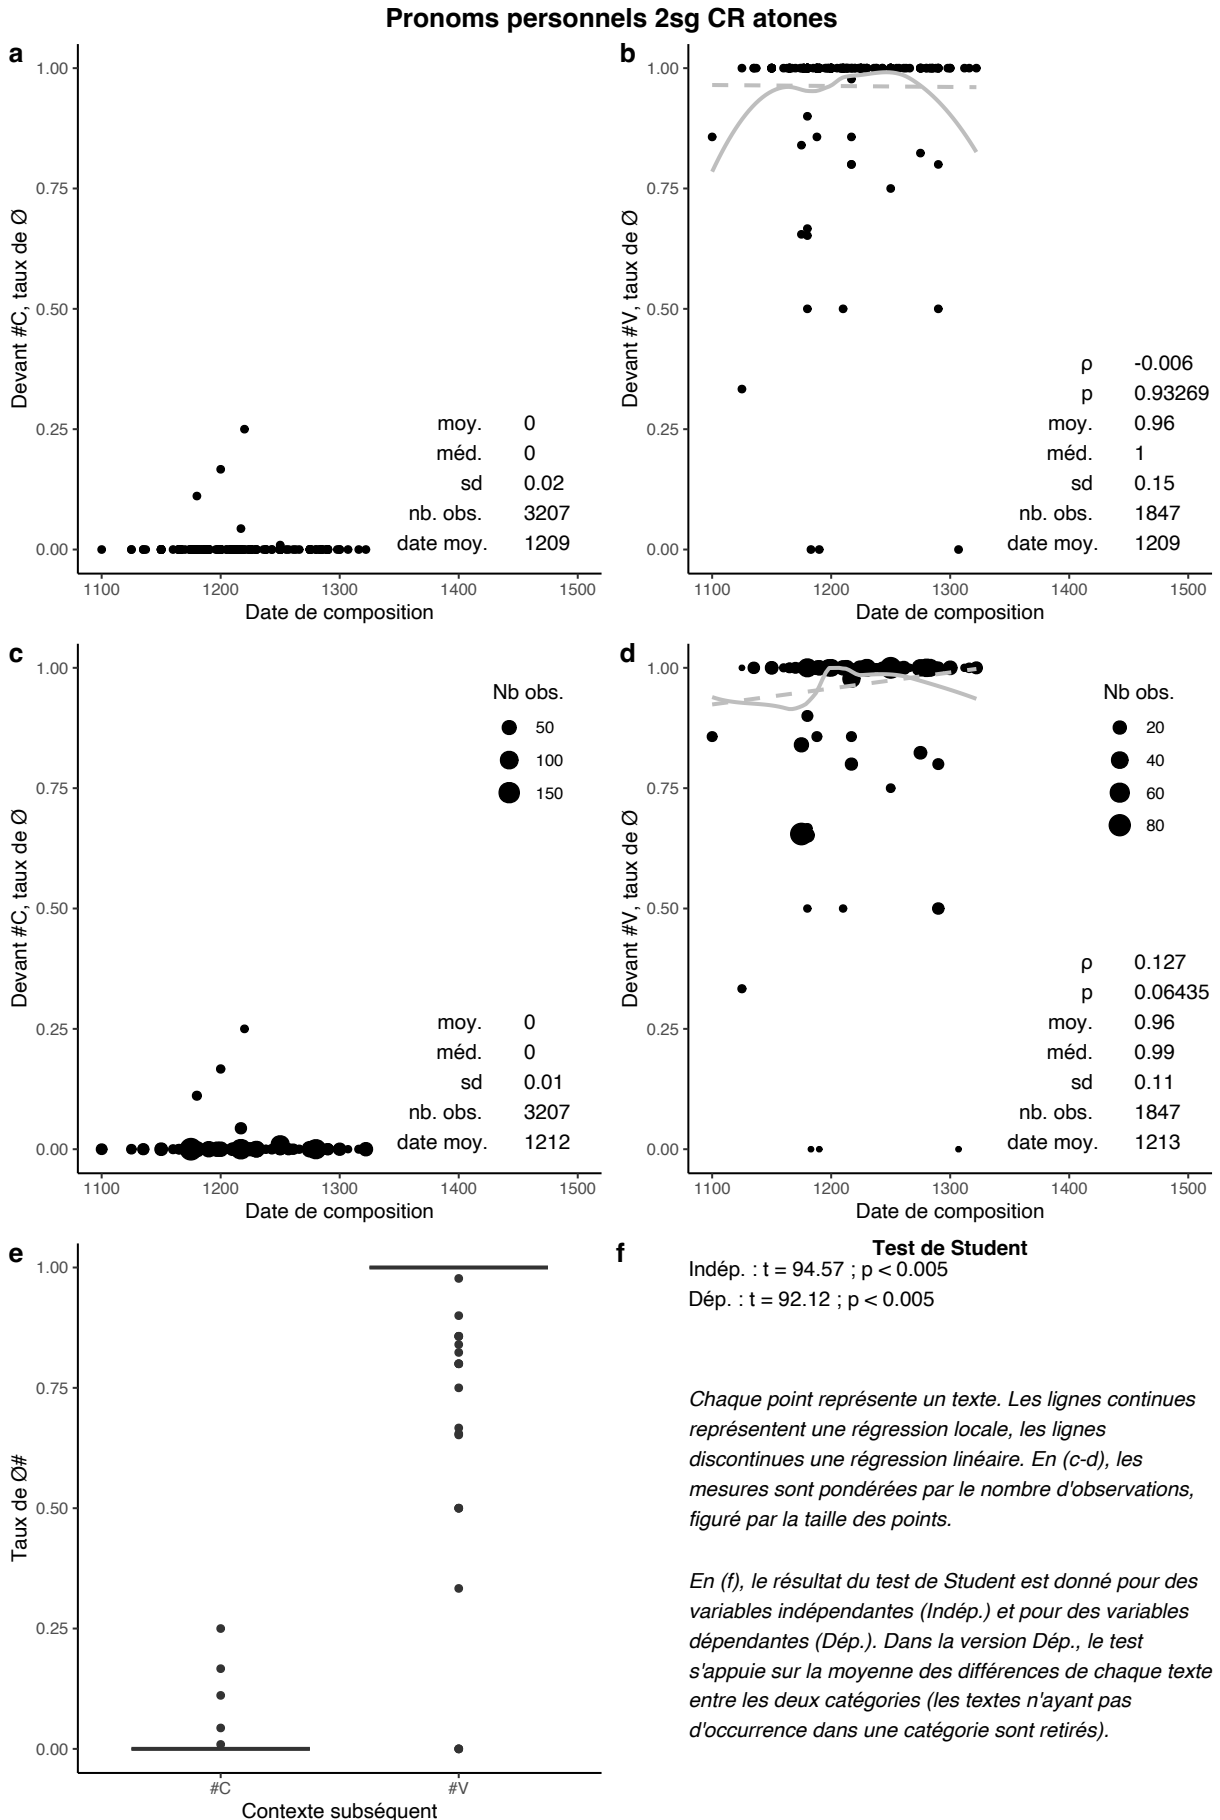 Pronoms personnels 2sg CR atones
a
1.00
0.75
0.50
0.25
0.00
Devant #C, taux de Ø
moy. 0
méd. 0
sd 0.02
nb. obs. 3207
date moy. 1209
1100 1200 1300 1400 1500
Date de composition
b
1.00
0.75
0.50
0.25
0.00
Devant #V, taux de Ø
ρ -0.006
p 0.93269
moy. 0.96
méd. 1
sd 0.15
nb. obs. 1847
date moy. 1209
1100 1200 1300 1400 1500
Date de composition
c
1.00
0.75
0.50
0.25
0.00
Devant #C, taux de Ø
Nb obs.
50
100
150
moy. 0
méd. 0
sd 0.01
nb. obs. 3207
date moy. 1212
1100 1200 1300 1400 1500
Date de composition
d
1.00
0.75
0.50
0.25
0.00
Devant #V, taux de Ø
Nb obs.
20
40
60
80
ρ 0.127
p 0.06435
moy. 0.96
méd. 0.99
sd 0.11
nb. obs. 1847
date moy. 1213
1100 1200 1300 1400 1500
Date de composition
e
1.00
0.75
0.50
0.25
0.00
Taux de Ø#
#C #V
Contexte subséquent
f
Test de Student
Indép. : t = 94.57 ; p < 0.005
Dép. : t = 92.12 ; p < 0.005
Chaque point représente un texte. Les lignes continues
représentent une régression locale, les lignes
discontinues une régression linéaire. En (c-d), les
mesures sont pondérées par le nombre d'observations,
figuré par la taille des points.
En (f), le résultat du test de Student est donné pour des
variables indépendantes (Indép.) et pour des variables
dépendantes (Dép.). Dans la version Dép., le test
s'appuie sur la moyenne des différences de chaque texte
entre les deux catégories (les textes n'ayant pas
d'occurrence dans une catégorie sont retirés).